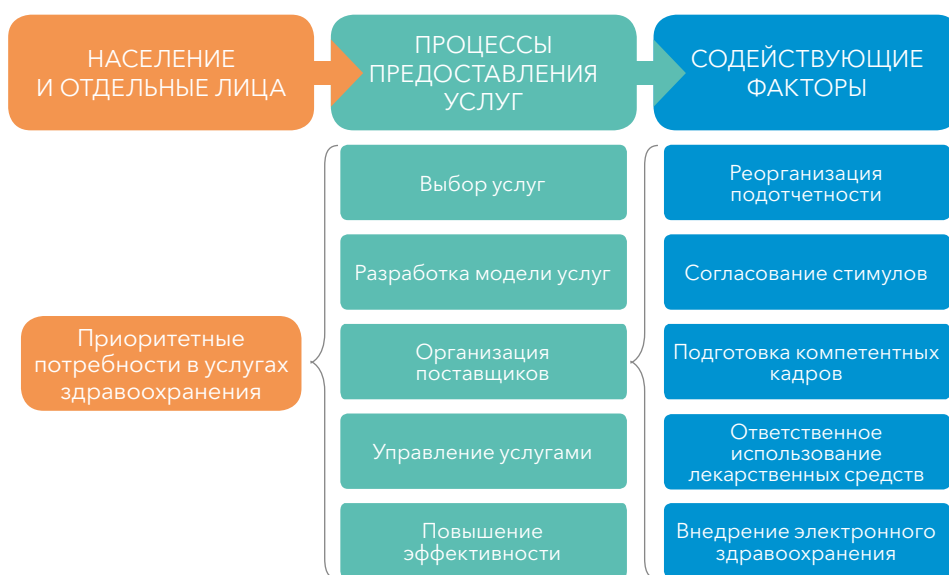 НАСЕЛЕНИЕ
И ОТДЕЛЬНЫЕ ЛИЦА
ПРОЦЕССЫ
ПРЕДОСТАВЛЕНИЯ
УСЛУГ
СОДЕЙСТВУЮЩИЕ
ФАКТОРЫ
Приоритетные
потребности в услугах
здравоохранения
Выбор услуг
Разработка модели услуг
Организация
поставщиков
Управление услугами
Повышение
эффективности
Реорганизация
подотчетности
Согласование стимулов
Подготовка компетентных
кадров
Ответственное
использование
лекарственных средств
Внедрение электронного
здравоохранения